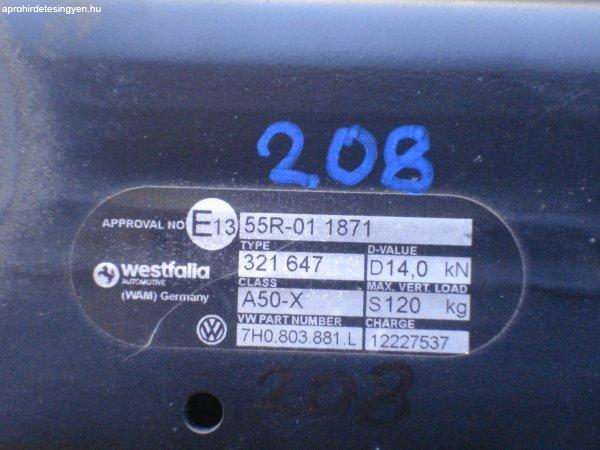 aprohirdetesingyen.hu
208
APPROVAL NO E13 55R-01 1871
TYPE D-VALUE
321 647 D14,0 kN
westfalia
AUTOMOTIVE
(WAM) Germany
CLASS MAX. VERT. LOAD
A50-X S120 kg
VW PART NUMBER CHARGE
7H0.803.881.L 12227537
208